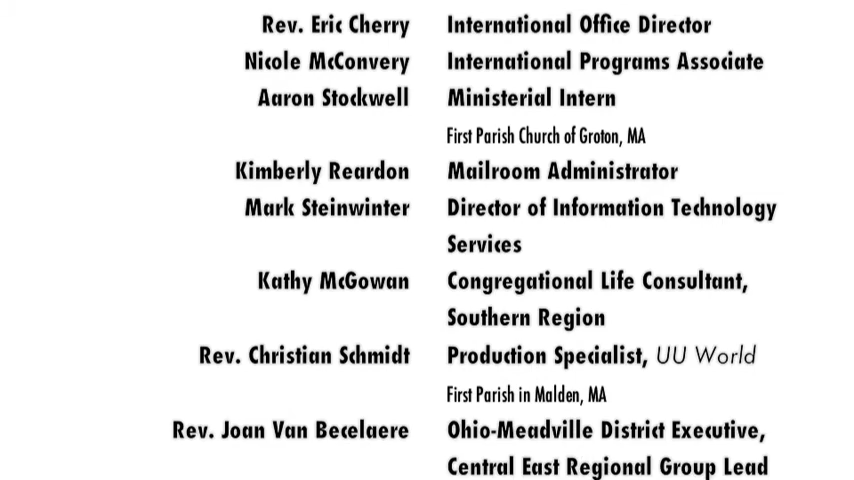 Rev. Eric Cherry International Office Director
Nicole McConvery International Programs Associate
Aaron Stockwell Ministerial Intern
First Parish Church of Groton, MA
Kimberly Reardon Mailroom Administrator
Mark Steinwinter Director of Information Technology
Services
Kathy McGowan Congregational Life Consultant,
Southern Region
Rev. Christian Schmidt Production Specialist, UU World
First Parish in Malden, MA
Rev. Joan Van Becelaere Ohio-Meadville District Executive,
Central East Regional Group Lead